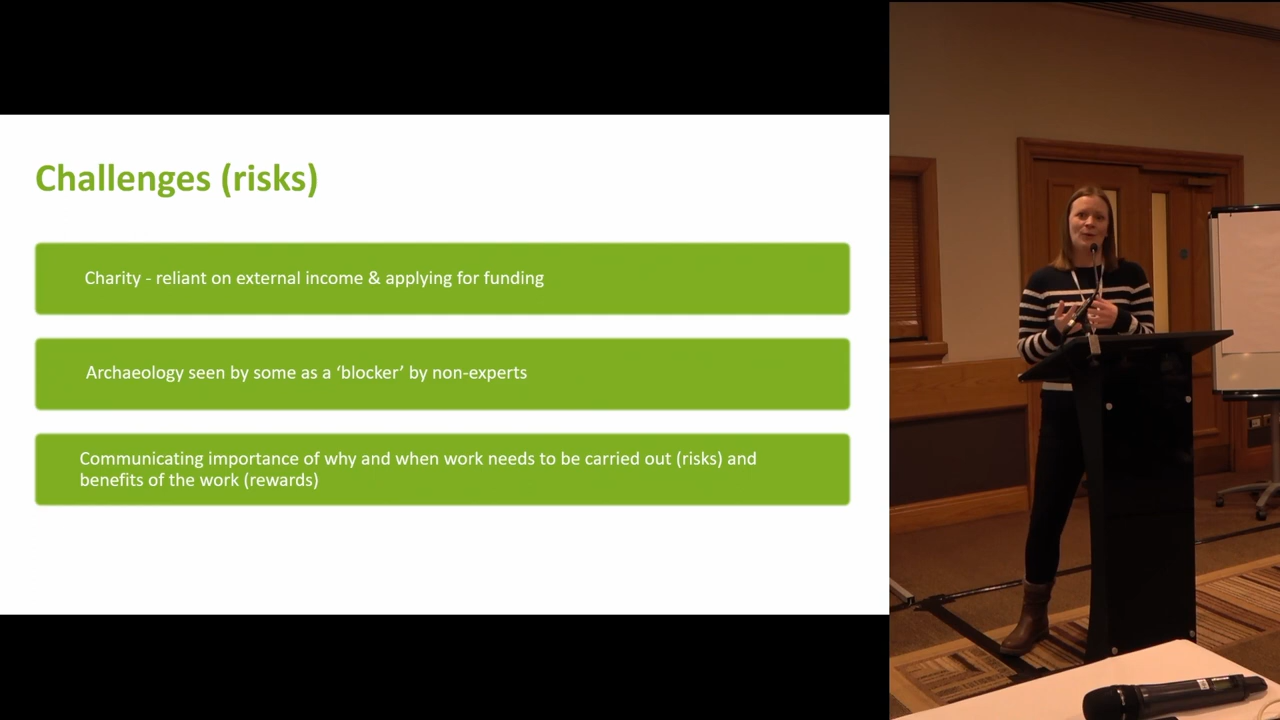 Challenges (risks)
Charity - reliant on external income & applying for funding
Archaeology seen by some as a ‘blocker’ by non-experts
Communicating importance of why and when work needs to be carried out (risks) and
benefits of the work (rewards)